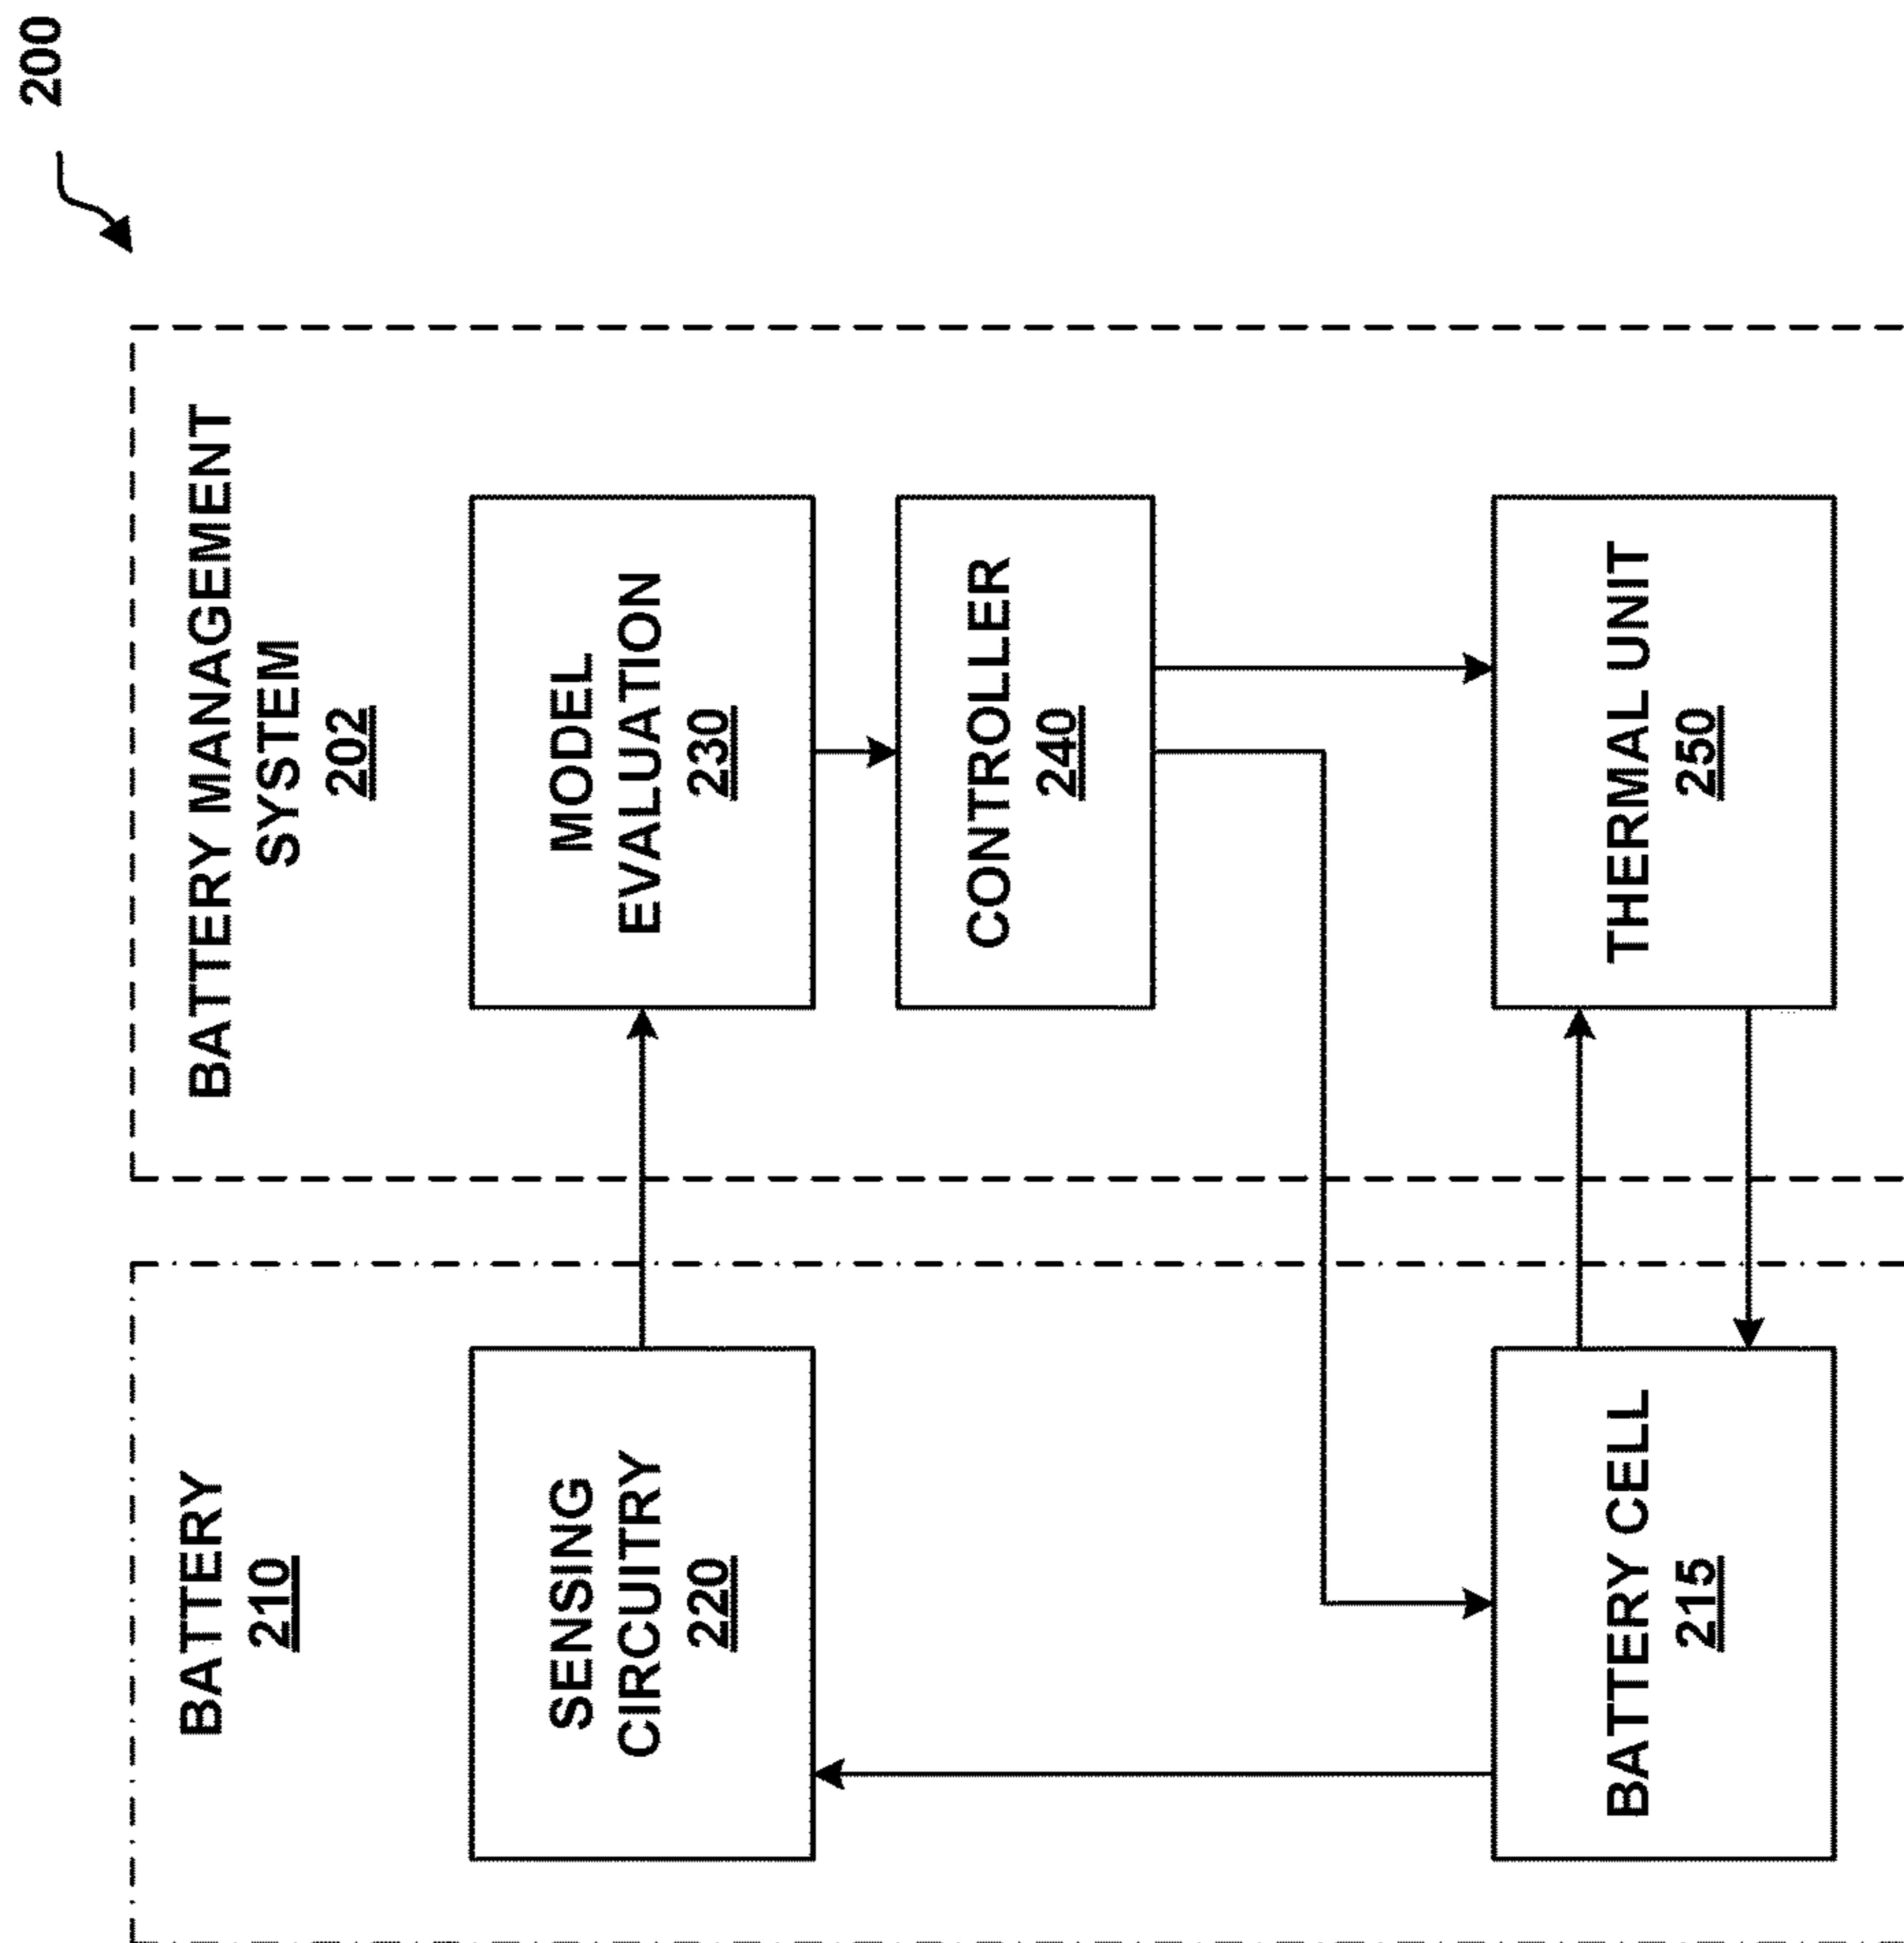 200
BATTERY
210
BATTERY MANAGEMENT
SYSTEM
202
SENSING
CIRCUITRY
220
MODEL
EVALUATION
230
CONTROLLER
240
BATTERY CELL
215
THERMAL UNIT
250